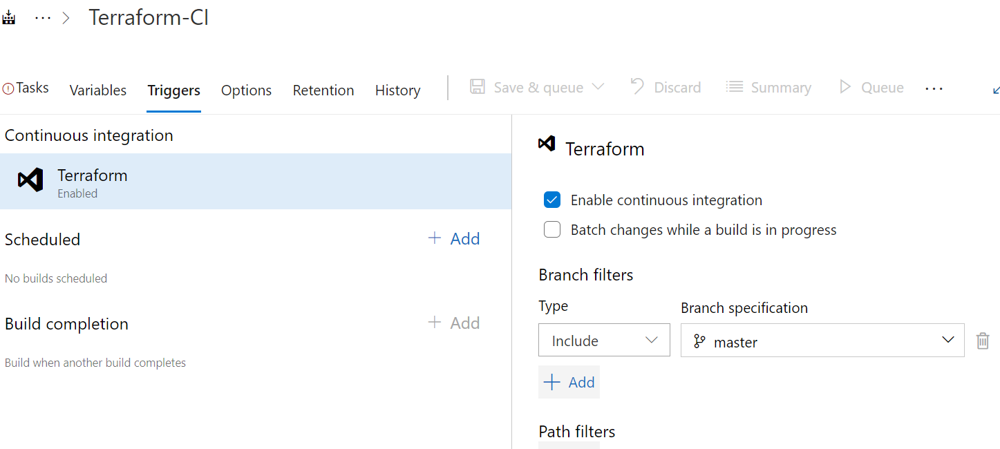 ··· > Terraform-CI
Tasks Variables Triggers Options Retention History Save & queue Discard Summary Queue ···
Continuous integration
Terraform
Enabled
Scheduled + Add
No builds scheduled
Build completion + Add
Build when another build completes
Terraform
Enable continuous integration
Batch changes while a build is in progress
Branch filters
Type Branch specification
Include master
+ Add
Path filters